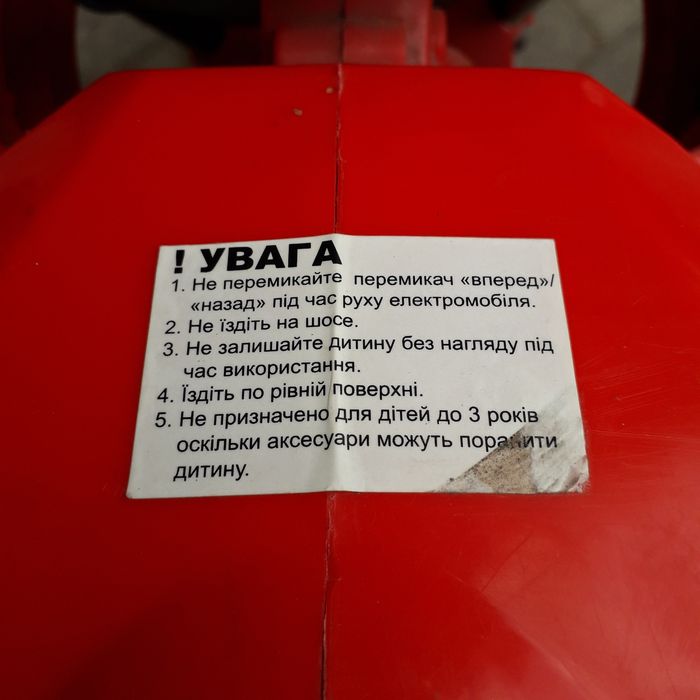 ! УВАГА
1. Не перемикайте перемикач «вперед»/
«назад» під час руху електромобіля.
2. Не їздіть на шосе.
3. Не залишайте дитину без нагляду під
час використання.
4. Їздіть по рівній поверхні.
5. Не призначено для дітей до 3 років
оскільки аксесуари можуть поранити
дитину.